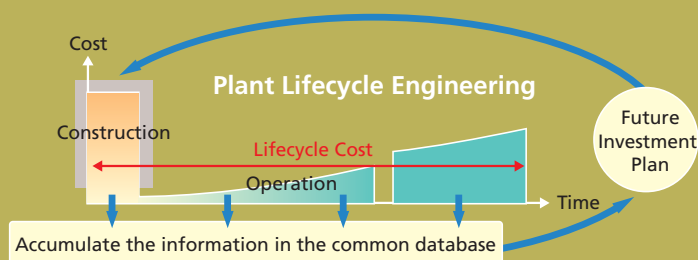 Cost
Plant Lifecycle Engineering
Construction
Lifecycle Cost
Operation
Time
Future
Investment
Plan
Accumulate the information in the common database